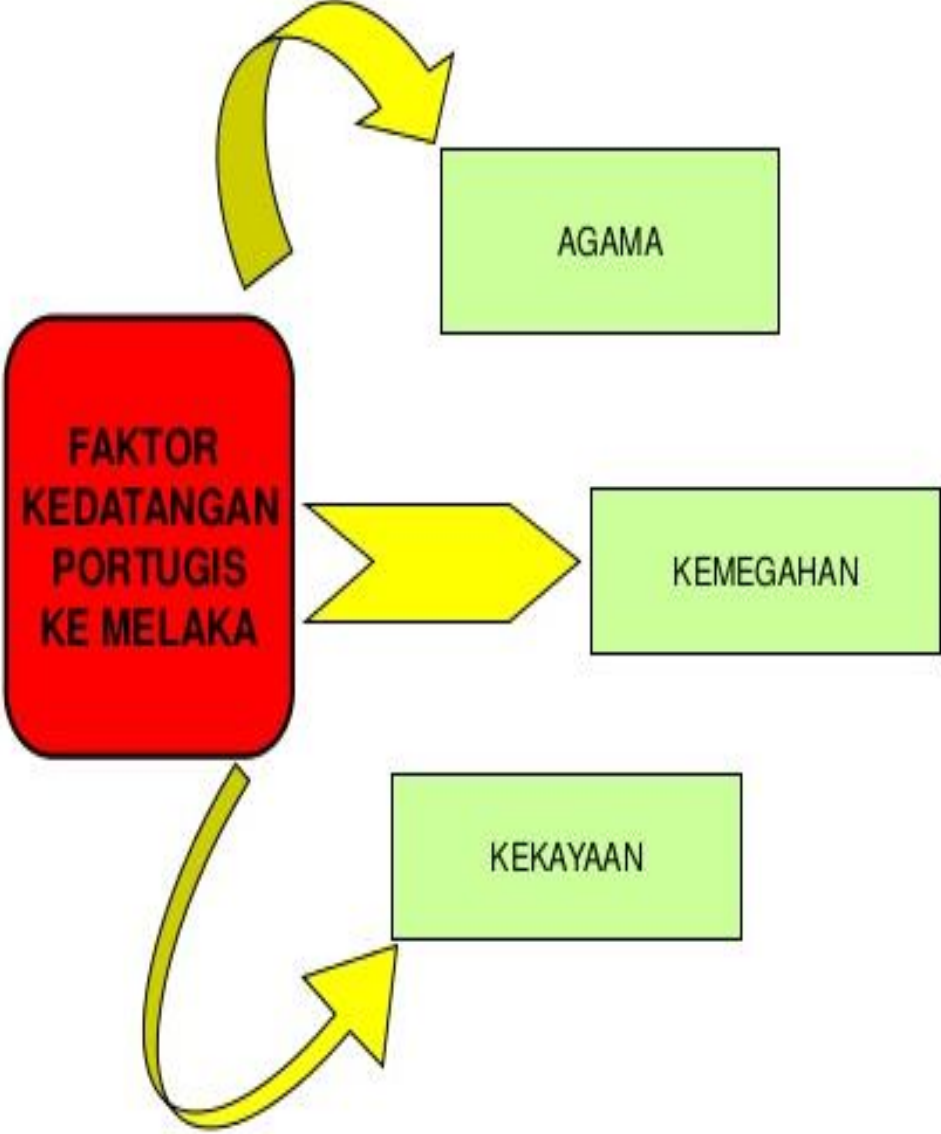 AGAMA
FAKTOR
KEDATANGAN
PORTUGIS
KE MELAKA
KEMEGAHAN
KEKAYAAN